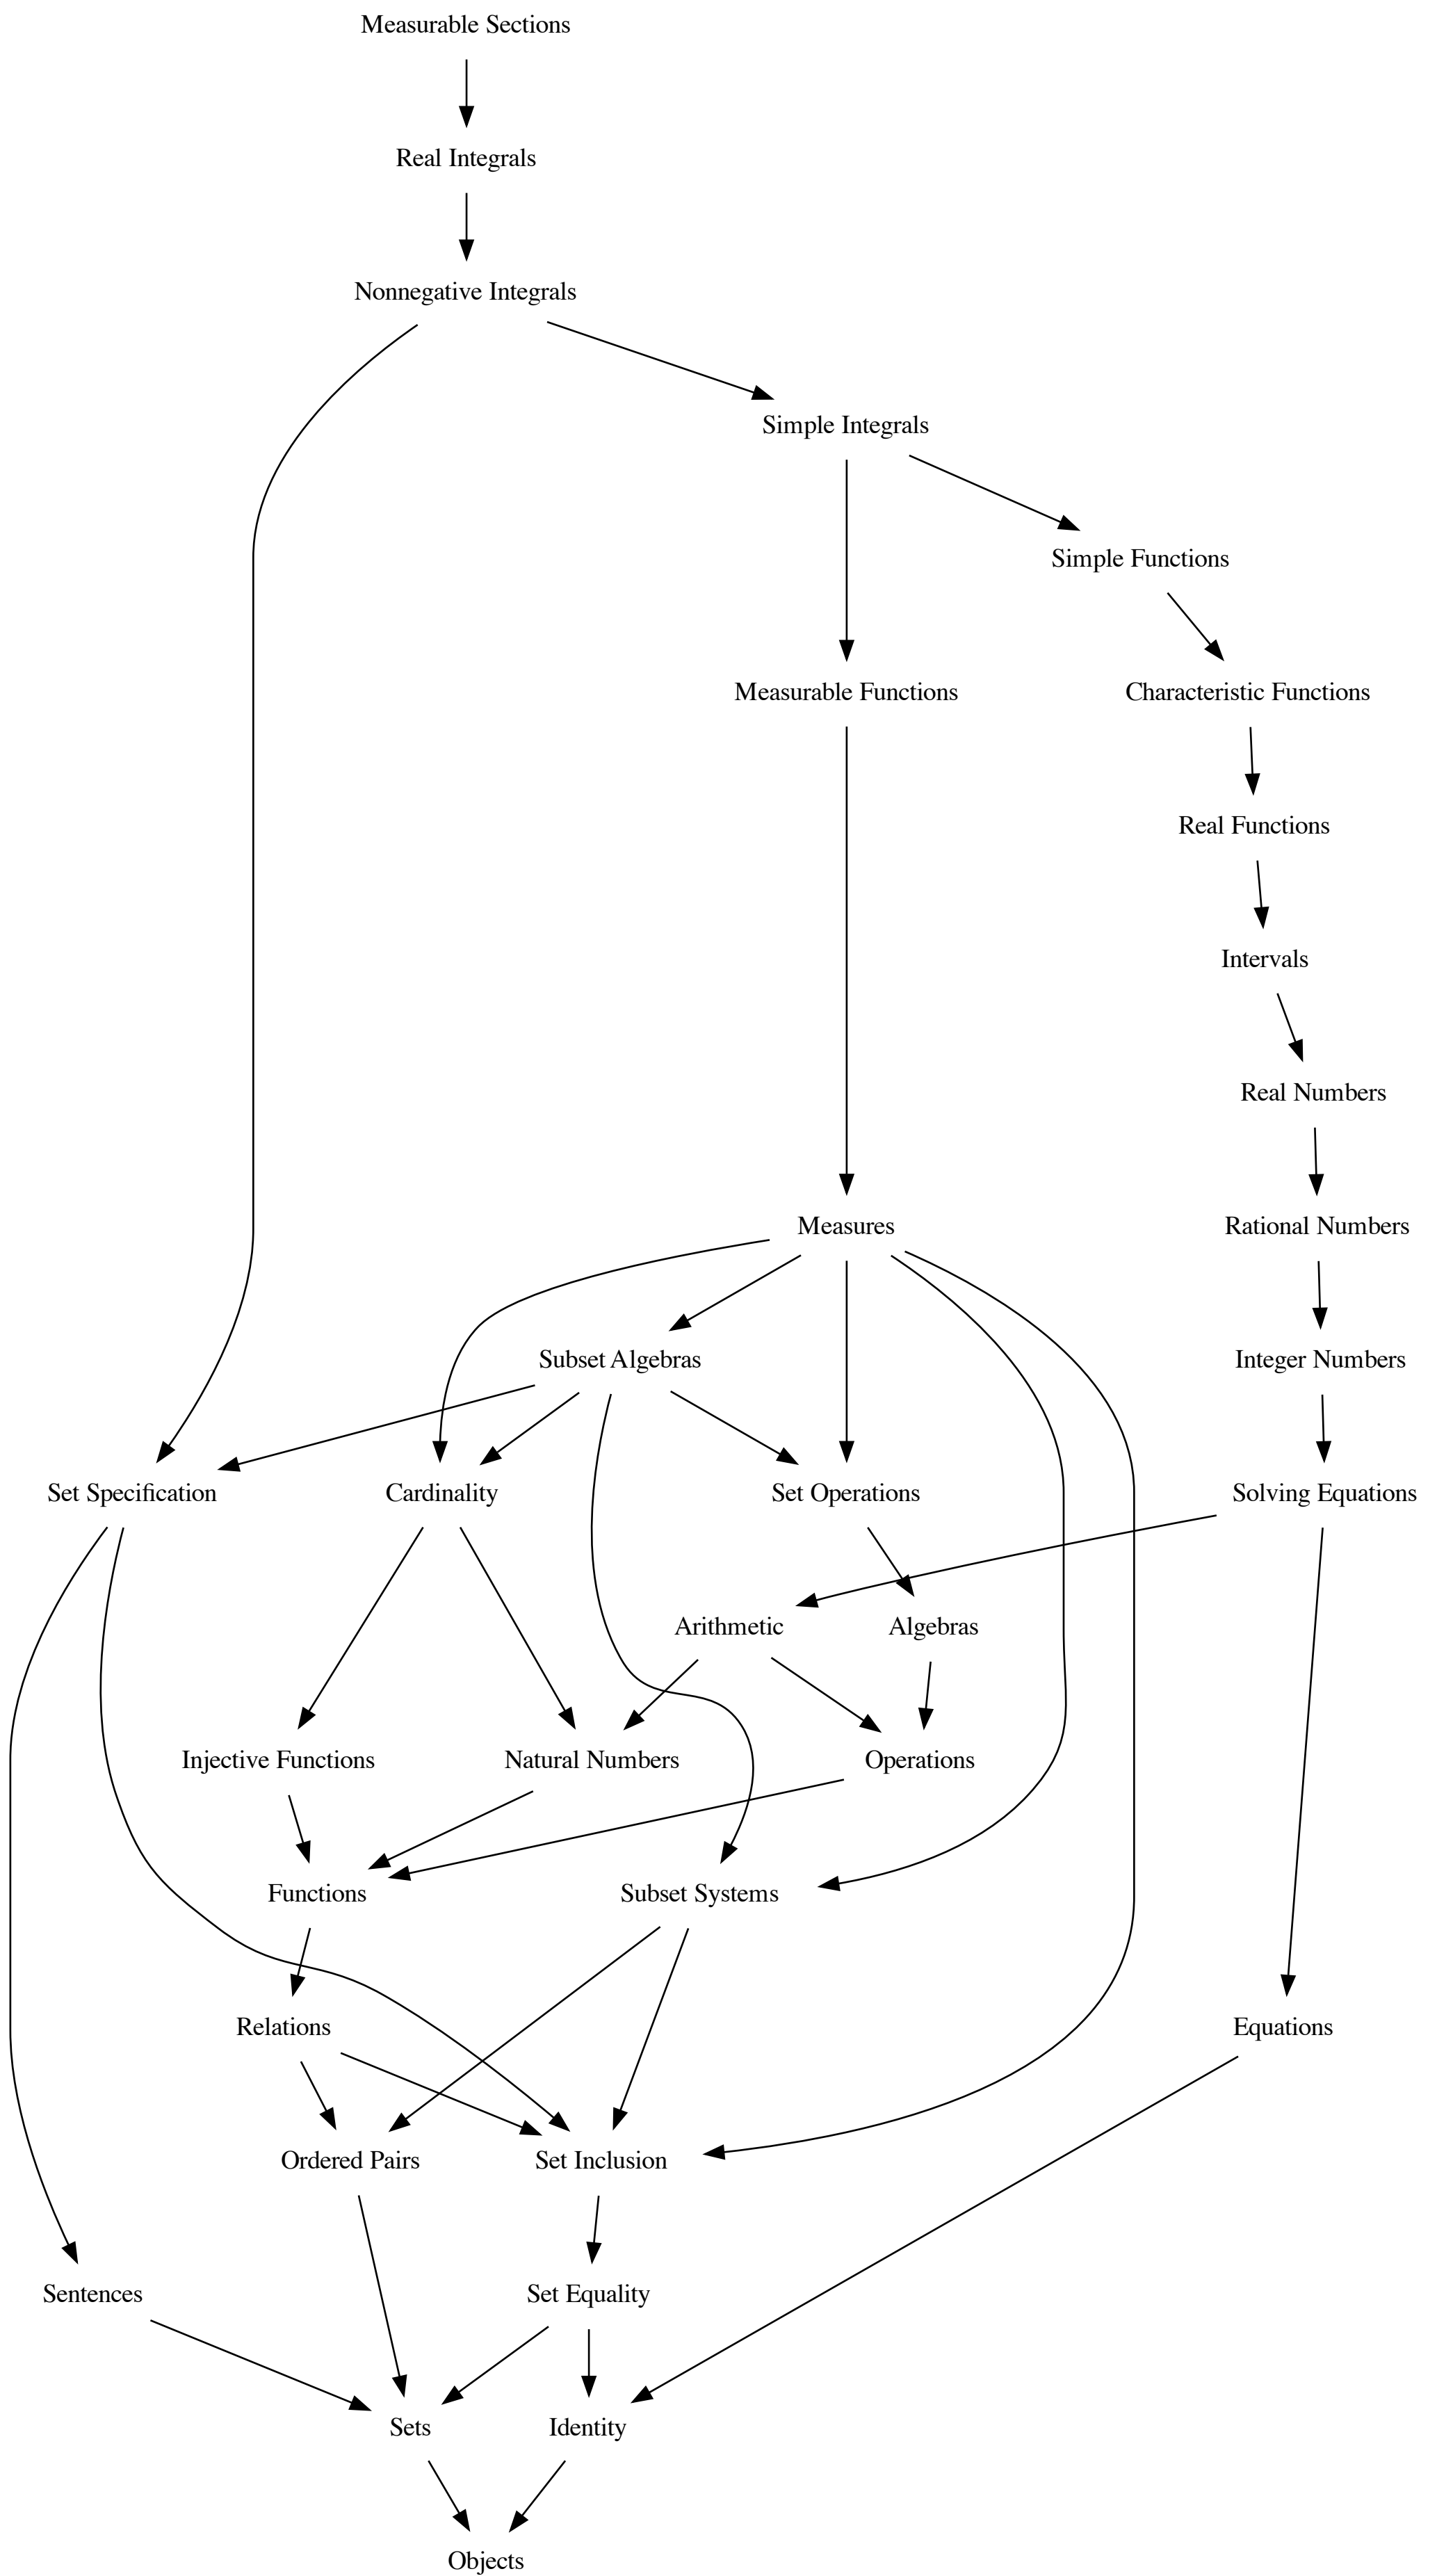 Measurable Sections
Real Integrals
Nonnegative Integrals
Simple Integrals
Simple Functions
Measurable Functions
Characteristic Functions
Real Functions
Intervals
Real Numbers
Measures
Rational Numbers
Subset Algebras
Integer Numbers
Set Specification
Cardinality
Set Operations
Solving Equations
Arithmetic
Algebras
Injective Functions
Natural Numbers
Operations
Functions
Subset Systems
Relations
Equations
Ordered Pairs
Set Inclusion
Sentences
Set Equality
Sets
Identity
Objects